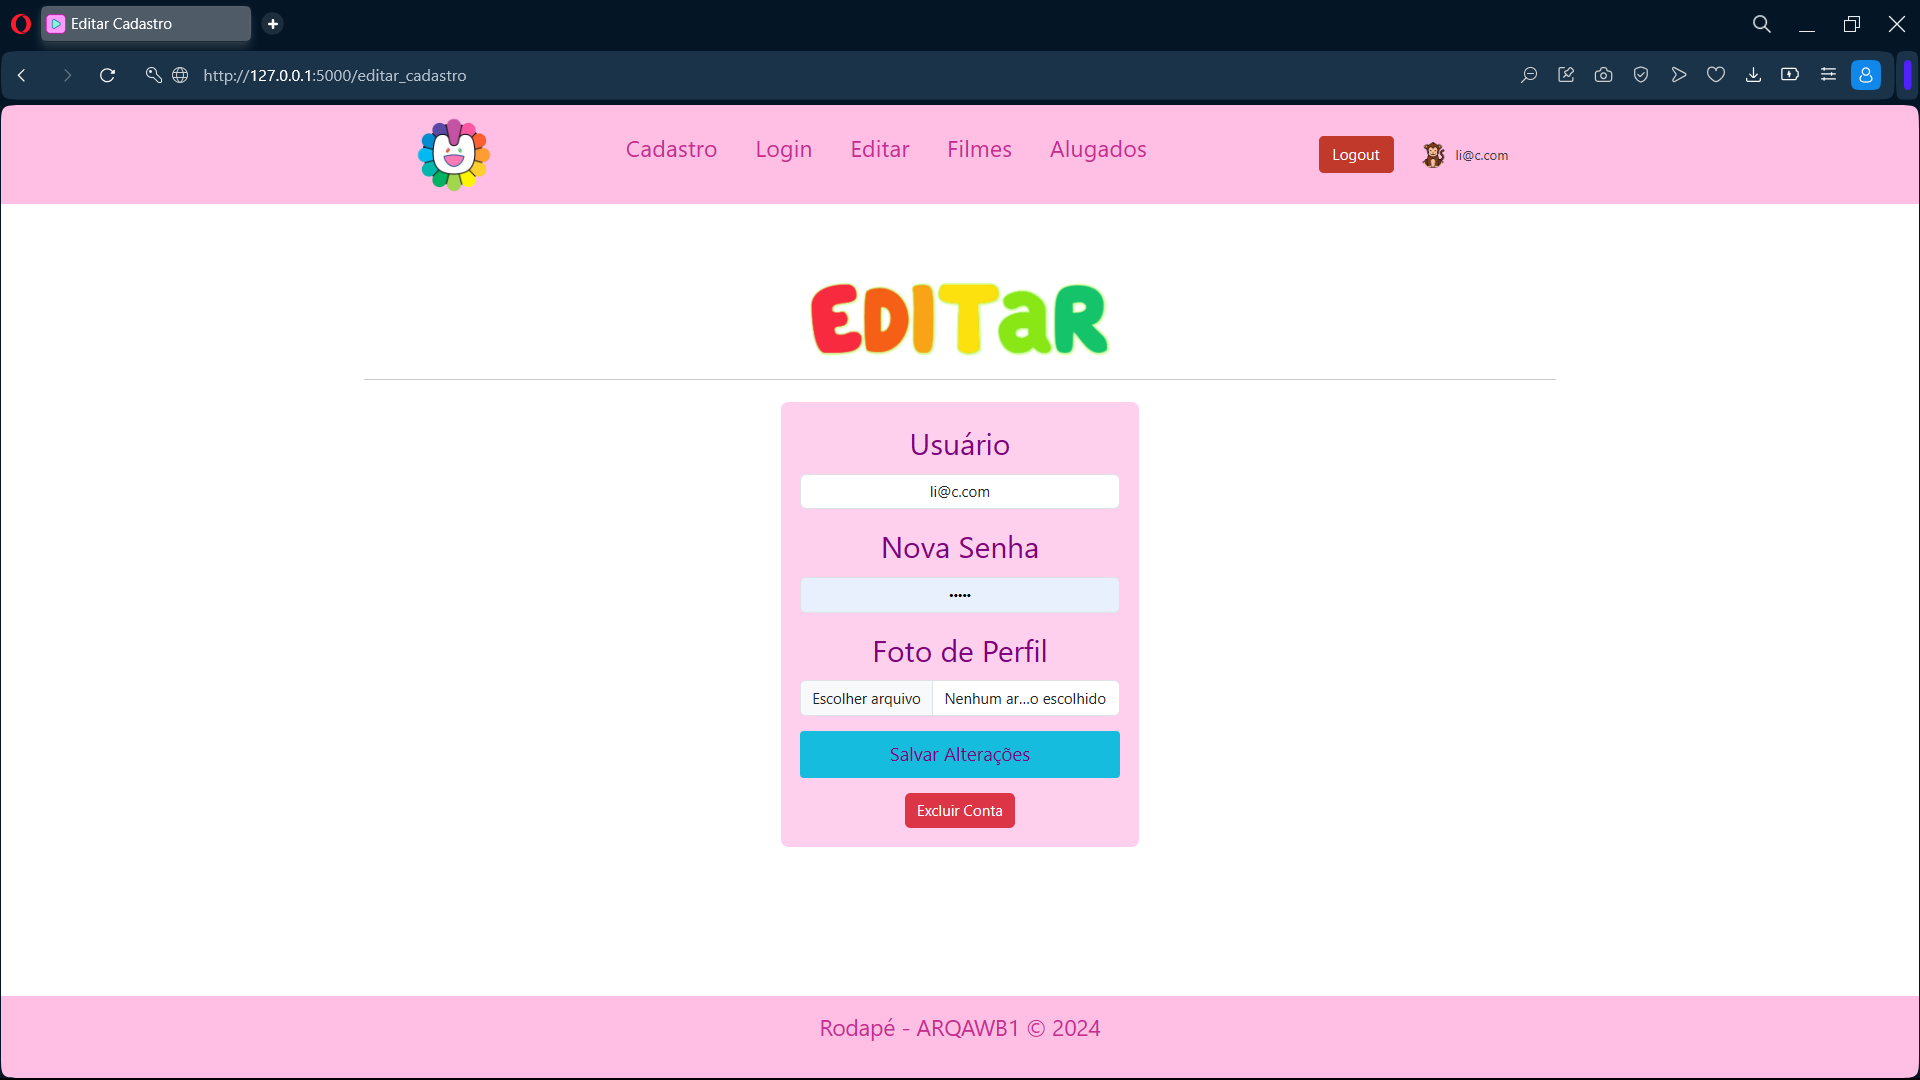 Editar Cadastro
http://127.0.0.1:5000/editar_cadastro
Cadastro Login Editar Filmes Alugados Logout li@c.com
EDITaR
Usuário
li@c.com
Nova Senha
•••••
Foto de Perfil
Escolher arquivo Nenhum ar...o escolhido
Salvar Alterações
Excluir Conta
Rodapé - ARQAWB1 © 2024